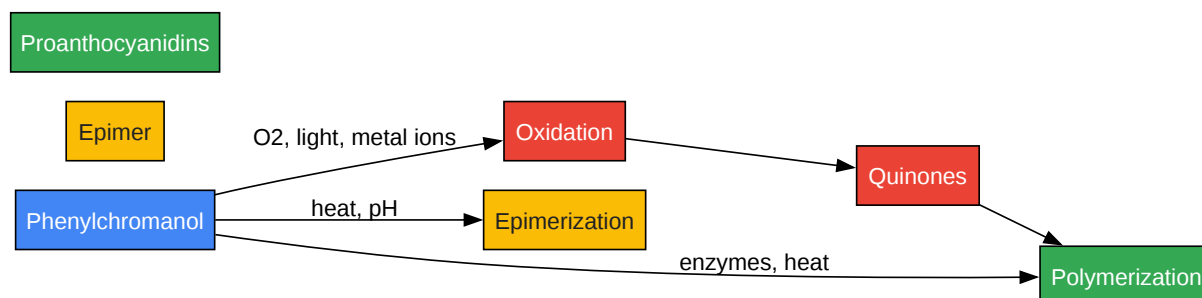 Proanthocyanidins
Epimer
O2, light, metal ions
Oxidation
Quinones
Phenylchromanol
heat, pH
Epimerization
enzymes, heat
Polymerization